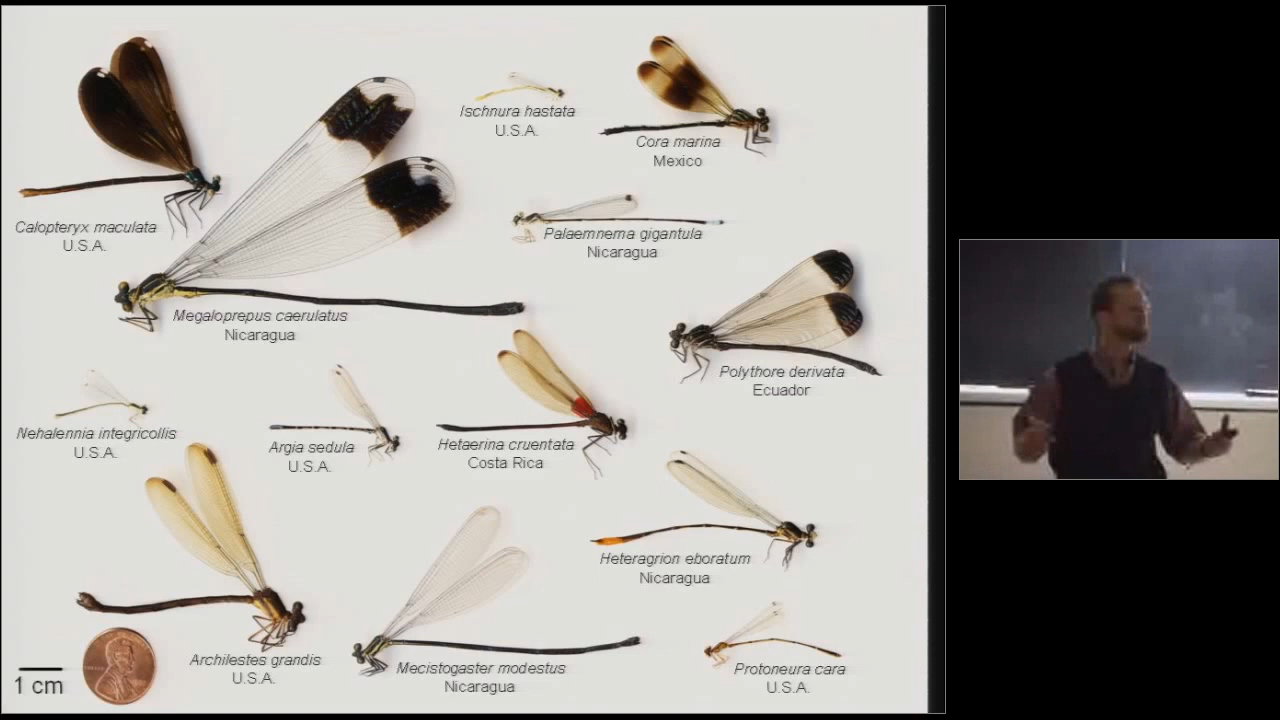 Ischnura hastata
U.S.A.
Cora marina
Mexico
Calopteryx maculata
U.S.A.
Palaemnema gigantula
Nicaragua
Megaloprepus caerulatus
Nicaragua
Polythore derivata
Ecuador
Nehalennia integricollis
U.S.A.
Argia sedula
U.S.A.
Hetaerina cruentata
Costa Rica
Heteragrion eboratum
Nicaragua
Archilestes grandis
U.S.A.
Mecistogaster modestus
Nicaragua
Protoneura cara
U.S.A.
1 cm